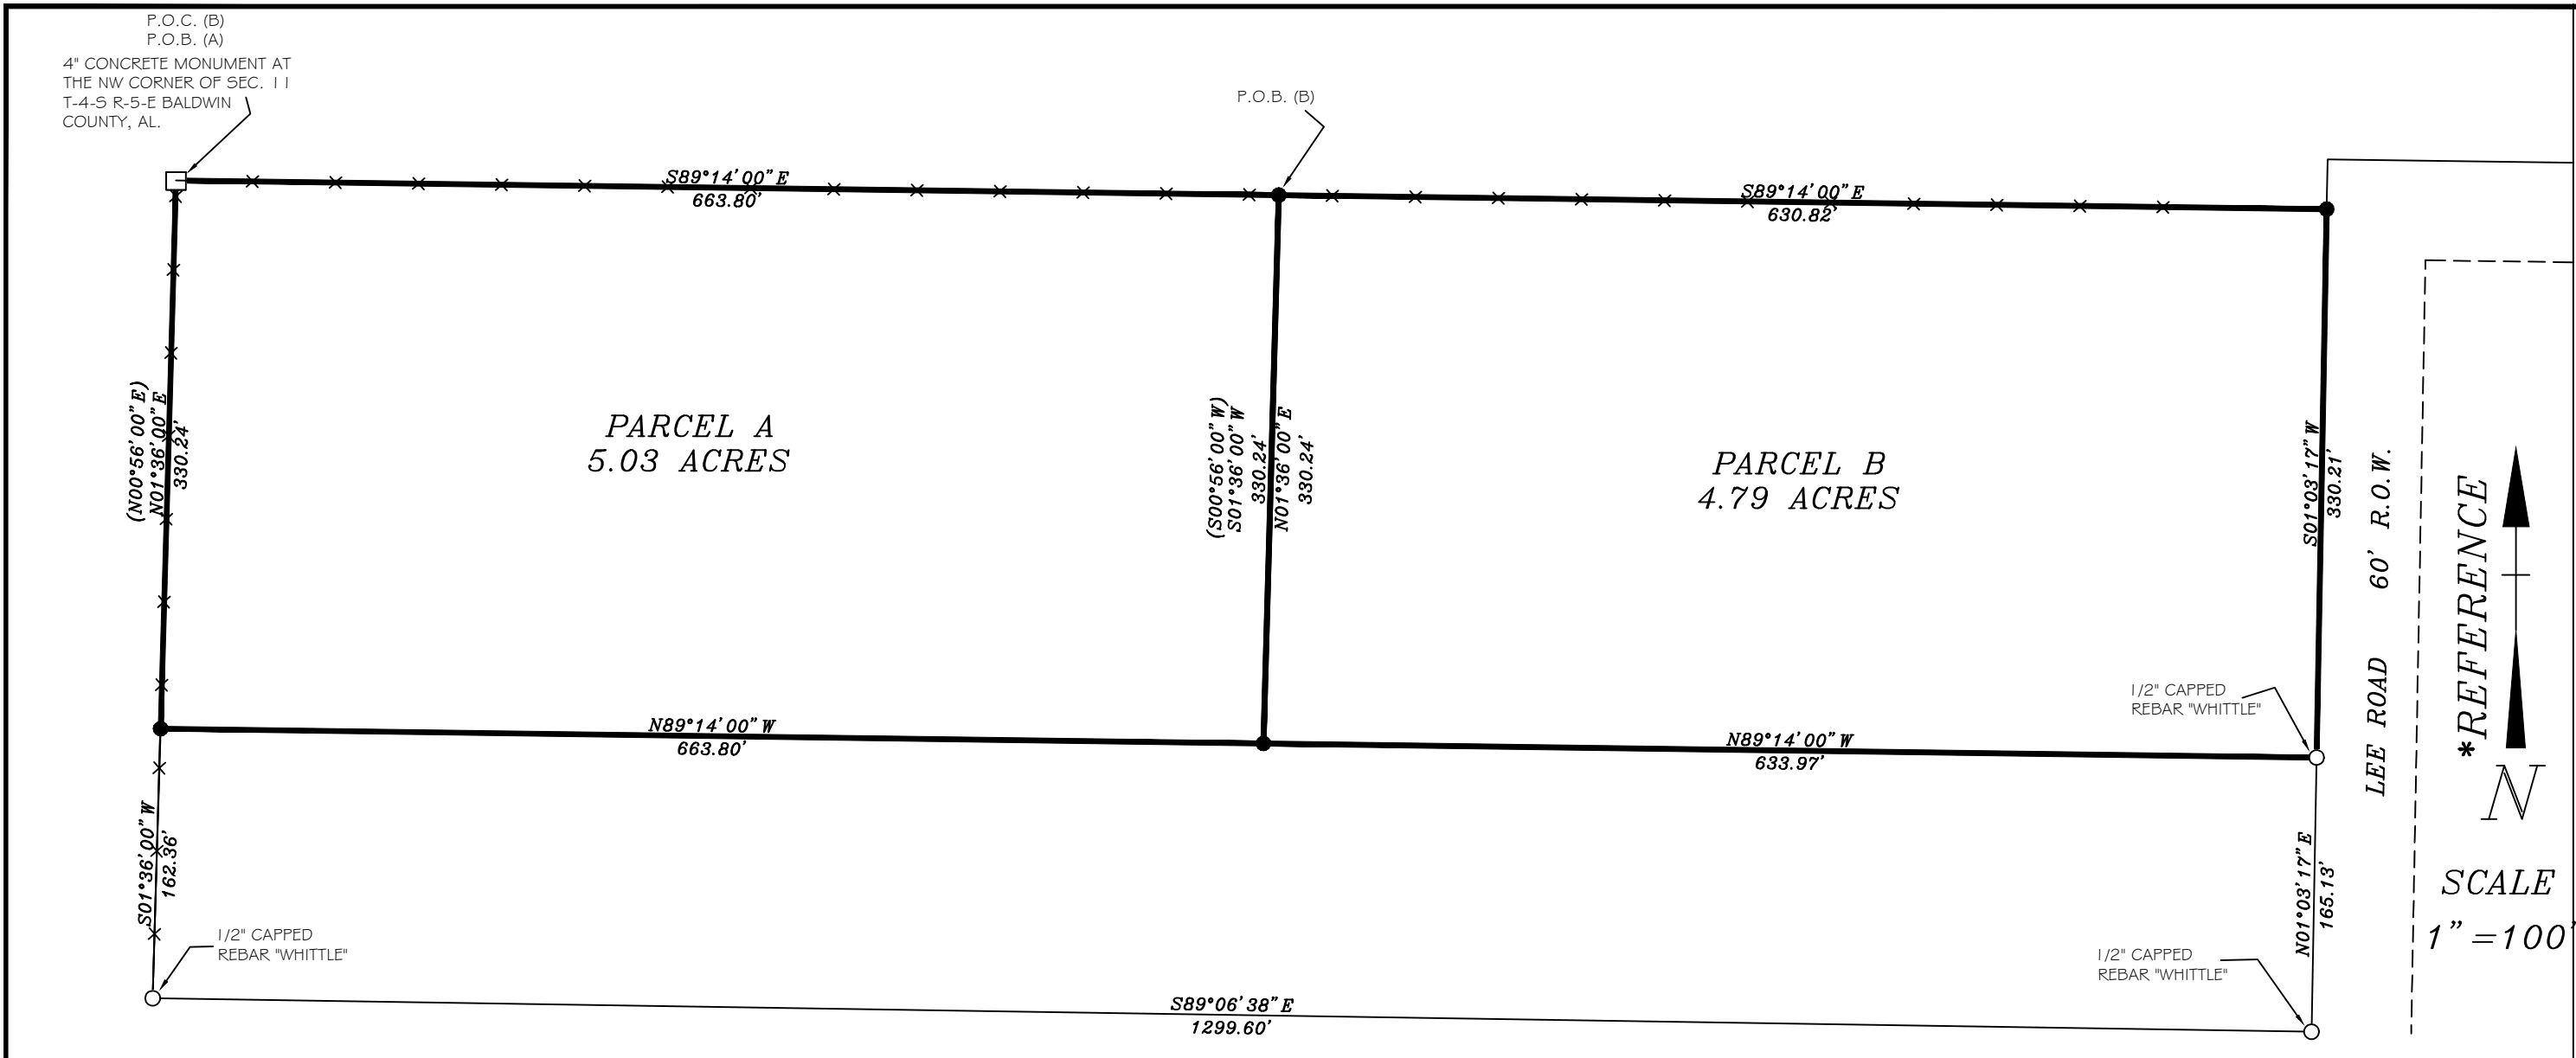 P.O.C. (B)
P.O.B. (A)
4" CONCRETE MONUMENT AT
THE NW CORNER OF SEC. 11
T-4-S R-5-E BALDWIN
COUNTY, AL.
P.O.B. (B)
S89°14'00"E
663.80'
S89°14'00"E
630.82'
(N00°56'00"E)
N01°36'00"E
330.24'
PARCEL A
5.03 ACRES
(S00°56'00"W)
S01°36'00"W
330.24'
N01°36'00"E
330.24'
PARCEL B
4.79 ACRES
S01°03'17"W
330.21'
LEE ROAD 60' R.O.W.
*REFERENCE
N
SCALE
1"=100'
1/2" CAPPED
REBAR "WHITTLE"
N89°14'00"W
663.80'
N89°14'00"W
633.97'
S01°36'00"W
162.36'
N01°03'17"E
165.13'
1/2" CAPPED
REBAR "WHITTLE"
1/2" CAPPED
REBAR "WHITTLE"
S89°06'38"E
1299.60'